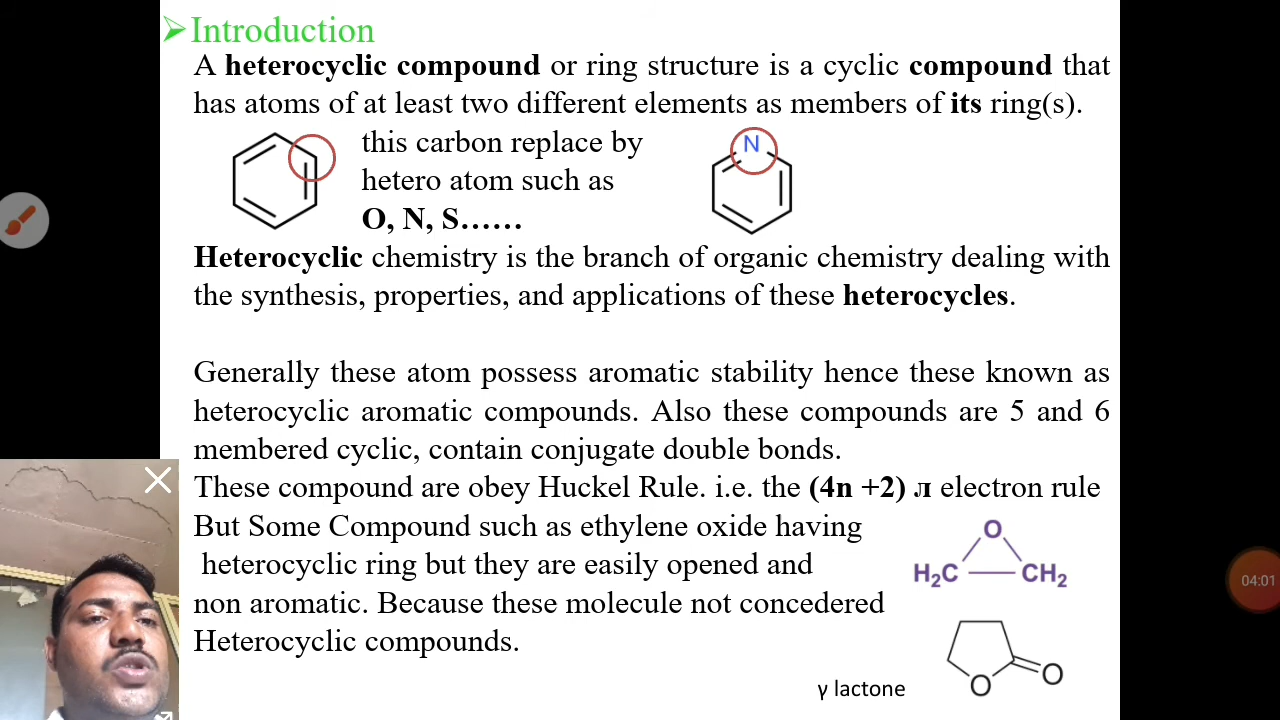 Introduction
A heterocyclic compound or ring structure is a cyclic compound that
has atoms of at least two different elements as members of its ring(s).
this carbon replace by
hetero atom such as
O, N, S......
N
Heterocyclic chemistry is the branch of organic chemistry dealing with
the synthesis, properties, and applications of these heterocycles.
Generally these atom possess aromatic stability hence these known as
heterocyclic aromatic compounds. Also these compounds are 5 and 6
membered cyclic, contain conjugate double bonds.
These compound are obey Huckel Rule. i.e. the (4n +2) л electron rule
But Some Compound such as ethylene oxide having
heterocyclic ring but they are easily opened and
non aromatic. Because these molecule not concedered
Heterocyclic compounds.
O
H₂C CH₂
O
O
γ lactone
04:01